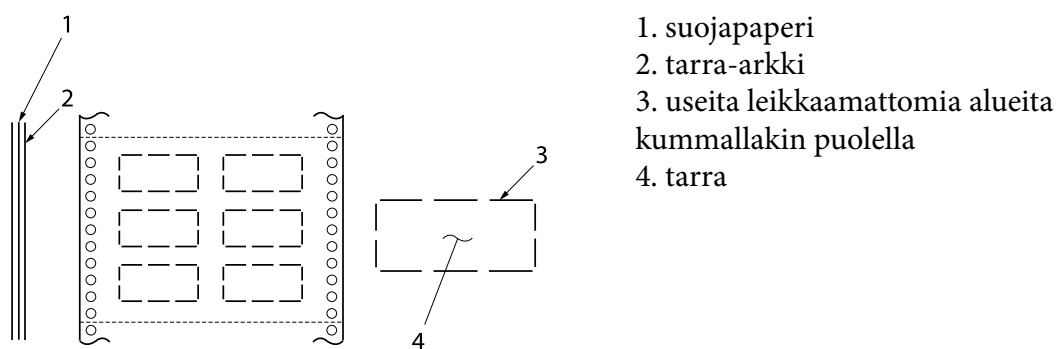 1
2
3
4
1. suojapaperi
2. tarra-arkki
3. useita leikkaamattomia alueita
kummallakin puolella
4. tarra